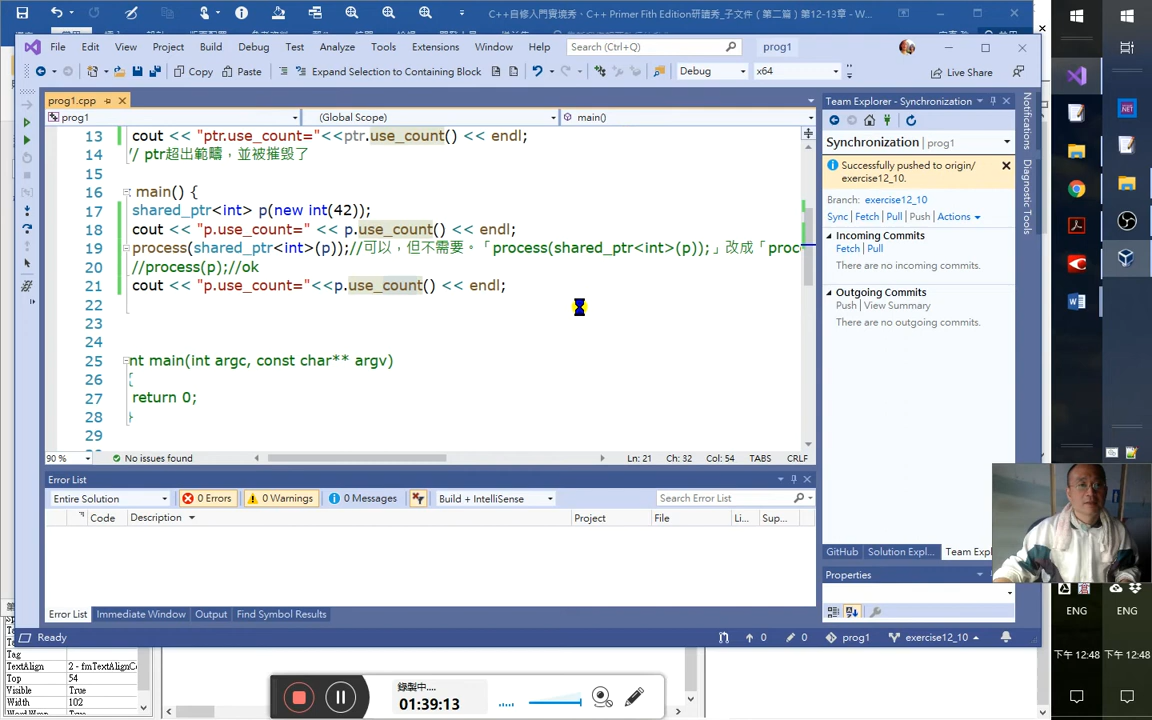 C++自修入門實境秀、C++ Primer Fith Edition研讀秀_子文件（第二篇）12-13章 - W...
File Edit View Project Build Debug Test Analyze Tools Extensions Window Help Search (Ctrl+Q) prog1
Copy Paste Expand Selection to Containing Block Debug x64 Live Share
prog1.cpp
prog1 (Global Scope) main()
13 cout << "ptr.use_count="<<ptr.use_count() << endl;
14 // ptr超出範疇，並被摧毀了
15
16 main() {
17 shared_ptr<int> p(new int(42));
18 cout << "p.use_count=" << p.use_count() << endl;
19 process(shared_ptr<int>(p));//可以，但不需要。「process(shared_ptr<int>(p));」改成「proc
20 //process(p);//ok
21 cout << "p.use_count="<<p.use_count() << endl;
22
23
24
25 nt main(int argc, const char** argv)
26 {
27 return 0;
28 }
29
90 % No issues found Ln: 21 Ch: 32 Col: 54 TABS CRLF
Team Explorer - Synchronization
Synchronization prog1
Successfully pushed to origin/
exercise12_10.
Branch: exercise12_10
Sync Fetch Pull Push Actions
Incoming Commits
Fetch Pull
There are no incoming commits.
Outgoing Commits
Push View Summary
There are no outgoing commits.
Notifications
Diagnostic Tools
GitHub Solution Expl... Team Expl
Properties
Error List
Entire Solution 0 Errors 0 Warnings 0 Messages Build + IntelliSense Search Error List
Code Description Project File Li... Sup...
Error List Immediate Window Output Find Symbol Results
Ready 0 0 prog1 exercise12_10
Tag
TextAlign 2 - fmTextAlignCe
Top 54
Visible True
Width 102
錄製中....
01:39:13
ENG ENG
下午 12:48 下午 12:48